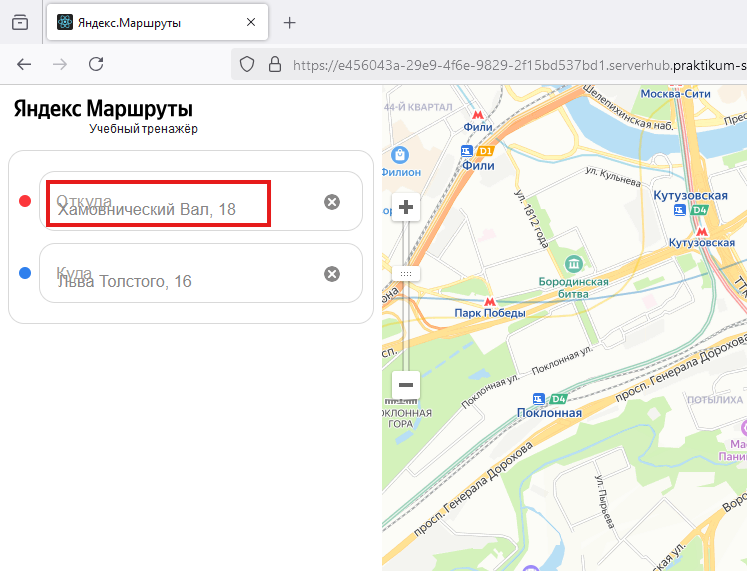 Яндекс.Маршруты
https://e456043a-29e9-4f6e-9829-2f15bd537bd1.serverhub.praktikum-s
Яндекс Маршруты
Учебный тренажёр
Откуда
Хамовнический Вал, 18
Куда
Льва Толстого, 16
44-Й КВАРТАЛ
Москва-Сити
Шелепихинская наб.
Фили
D1
Фили
Филион
ул. Кульнева
ул. 1812 года
Кутузовская
D4
Кутузовская
Бородинская
битва
Парк Победы
ТТК
Поклонная ул.
Поклонная ул.
просп. Генерала Дорохова
D4
Поклонная
ПОКЛОННАЯ
ГОРА
ПОТЫЛИХА
просп. Генерала Дорохова
ул. Пырьева